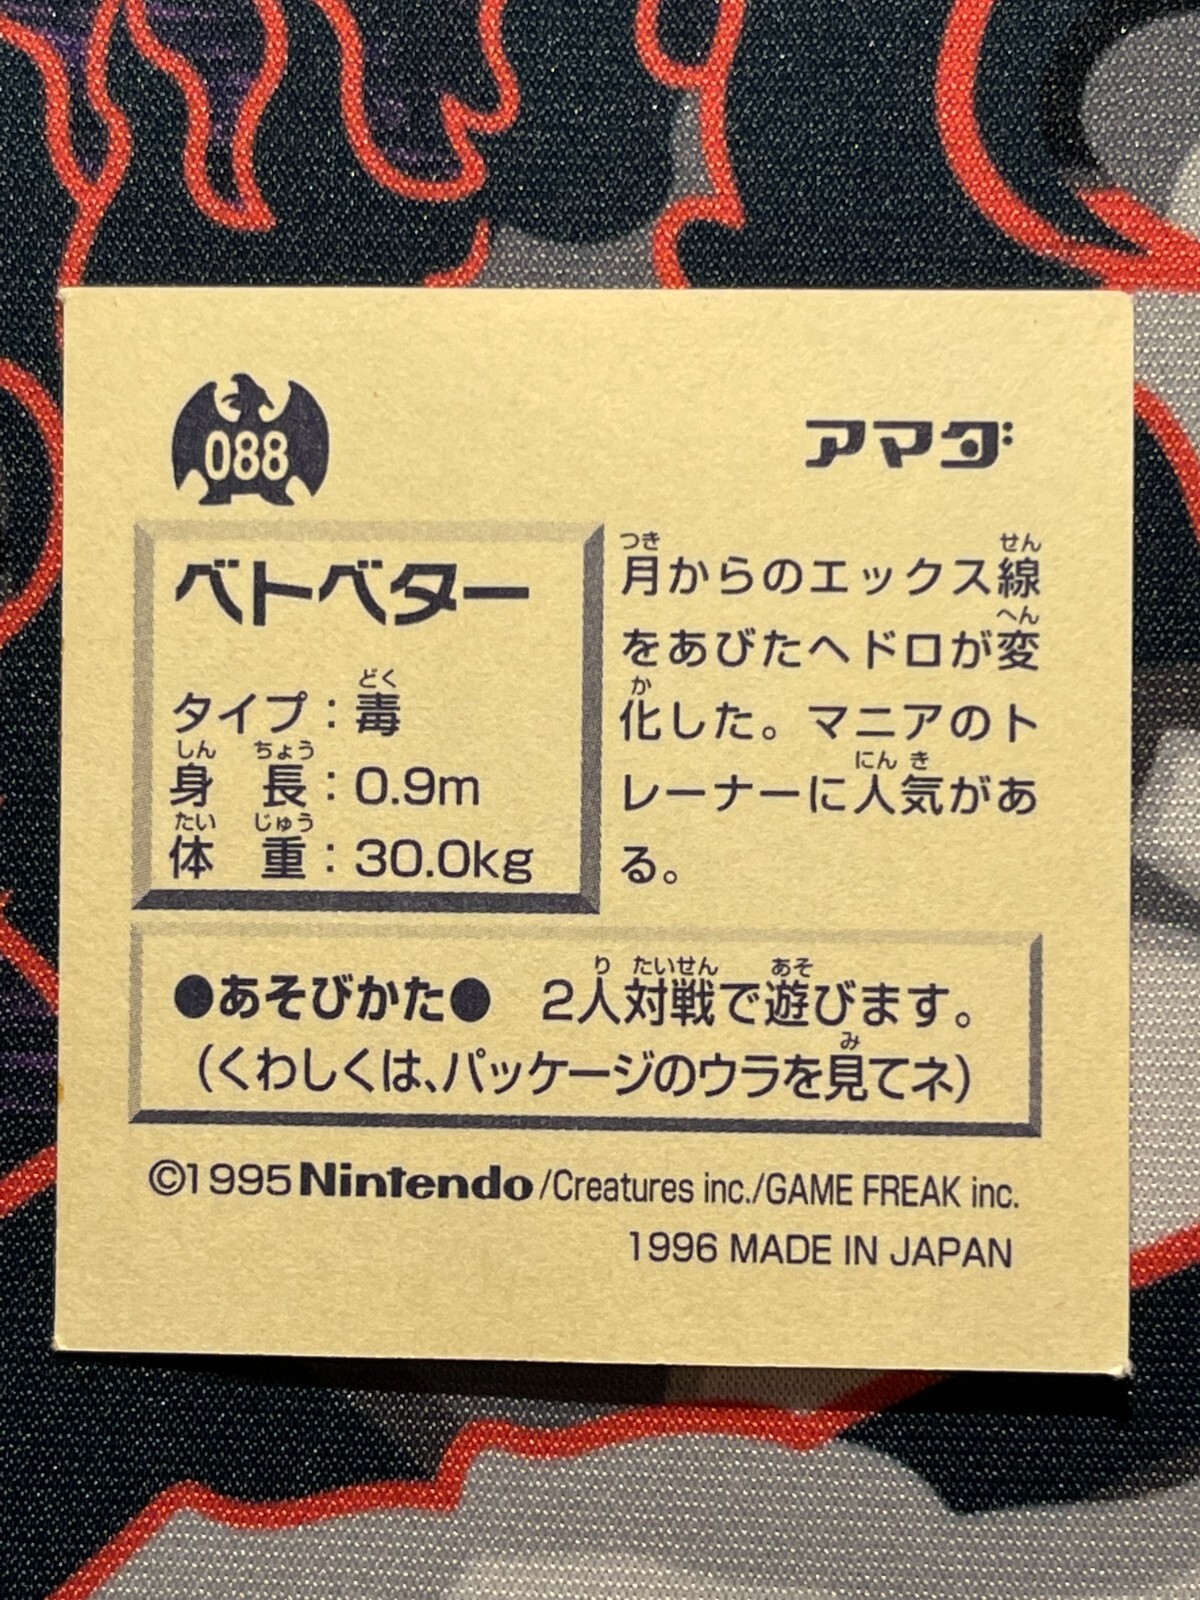 088
アマダ
ベトベター
タイプ：毒
身　長：0.9m
体　重：30.0kg
月からのエックス線
をあびたヘドロが変
化した。マニアのト
レーナーに人気があ
る。
●あそびかた●　2人対戦で遊びます。
（くわしくは、パッケージのウラを見てネ）
©1995 Nintendo/Creatures inc./GAME FREAK inc.
1996 MADE IN JAPAN